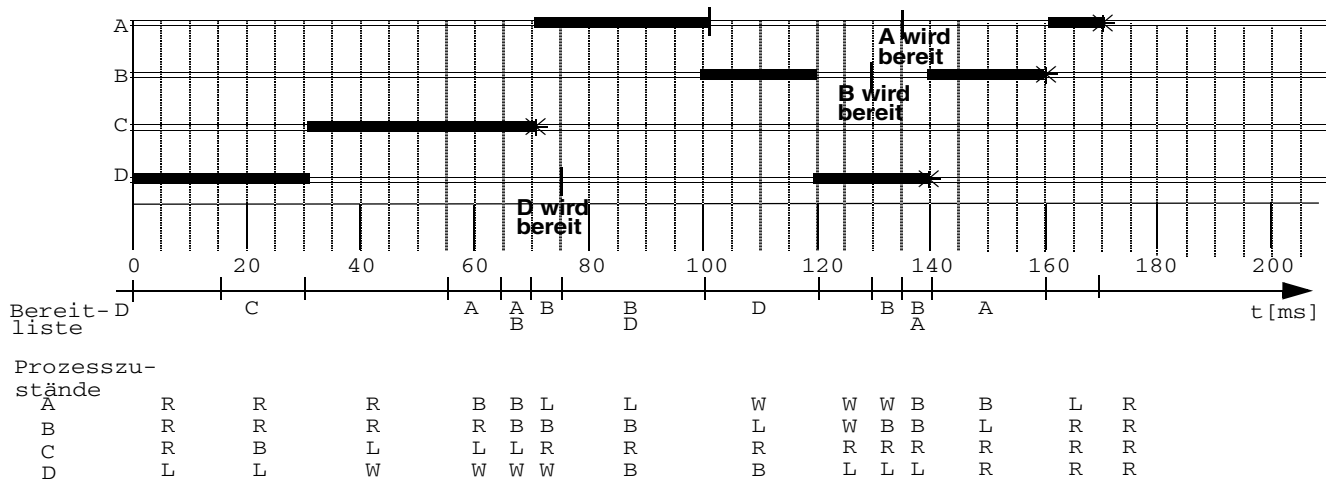 A
A wird
bereit
B
B wird
bereit
C
D
D wird
bereit
0 20 40 60 80 100 120 140 160 180 200
Bereit- D C A A B B D B B A
liste B D A
t[ms]
Prozesszu-
stände
A R R R B B L L W W W B B L R
B R R R R B B B L W B B L R R
C R B L L L R R R R R R R R R
D L L W W W W B B L L L R R R